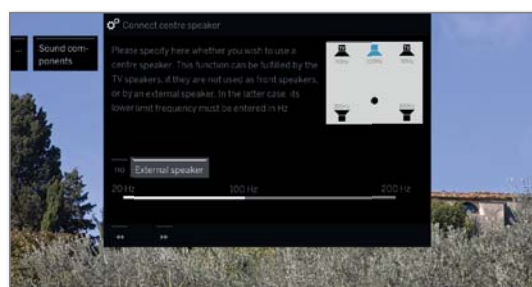 Connect centre speaker
... Sound com-
ponents
Please specify here whether you wish to use a
centre speaker. This function can be fulfilled by the
TV speakers, if they are not used as front speakers,
or by an external speaker. In the latter case, its
lower limit frequency must be entered in Hz
no External speaker
20 Hz 100 Hz 200 Hz